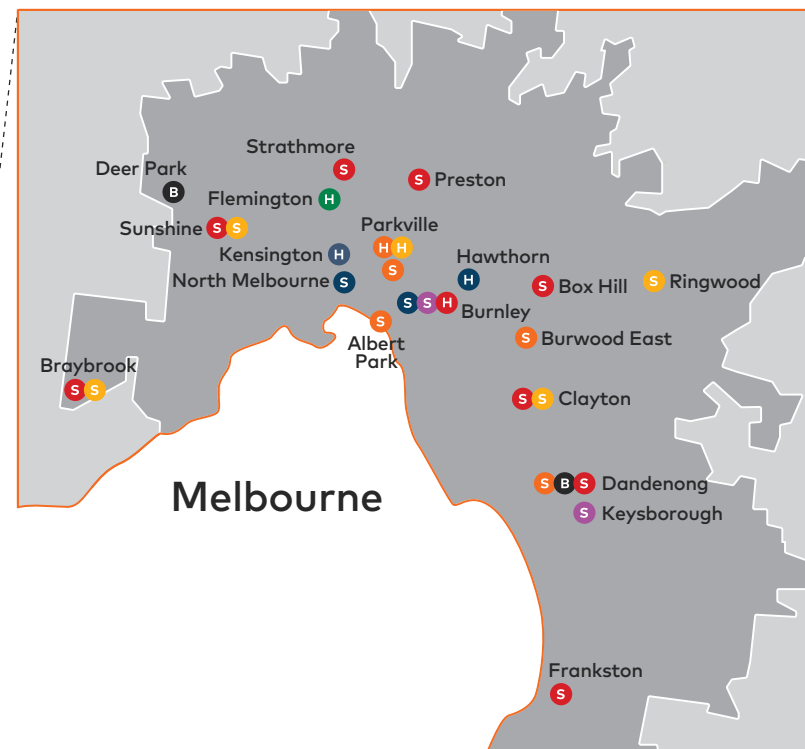 Strathmore
S
Deer Park
S Preston
B
Flemington H
Sunshine S S
Parkville
Kensington H
H H
Hawthorn
S
North Melbourne S
H
S Box Hill
S Ringwood
S S H Burnley
S
Albert
Park
S Burwood East
Braybrook
S S
S S Clayton
Melbourne
S B S Dandenong
S Keysborough
Frankston
S